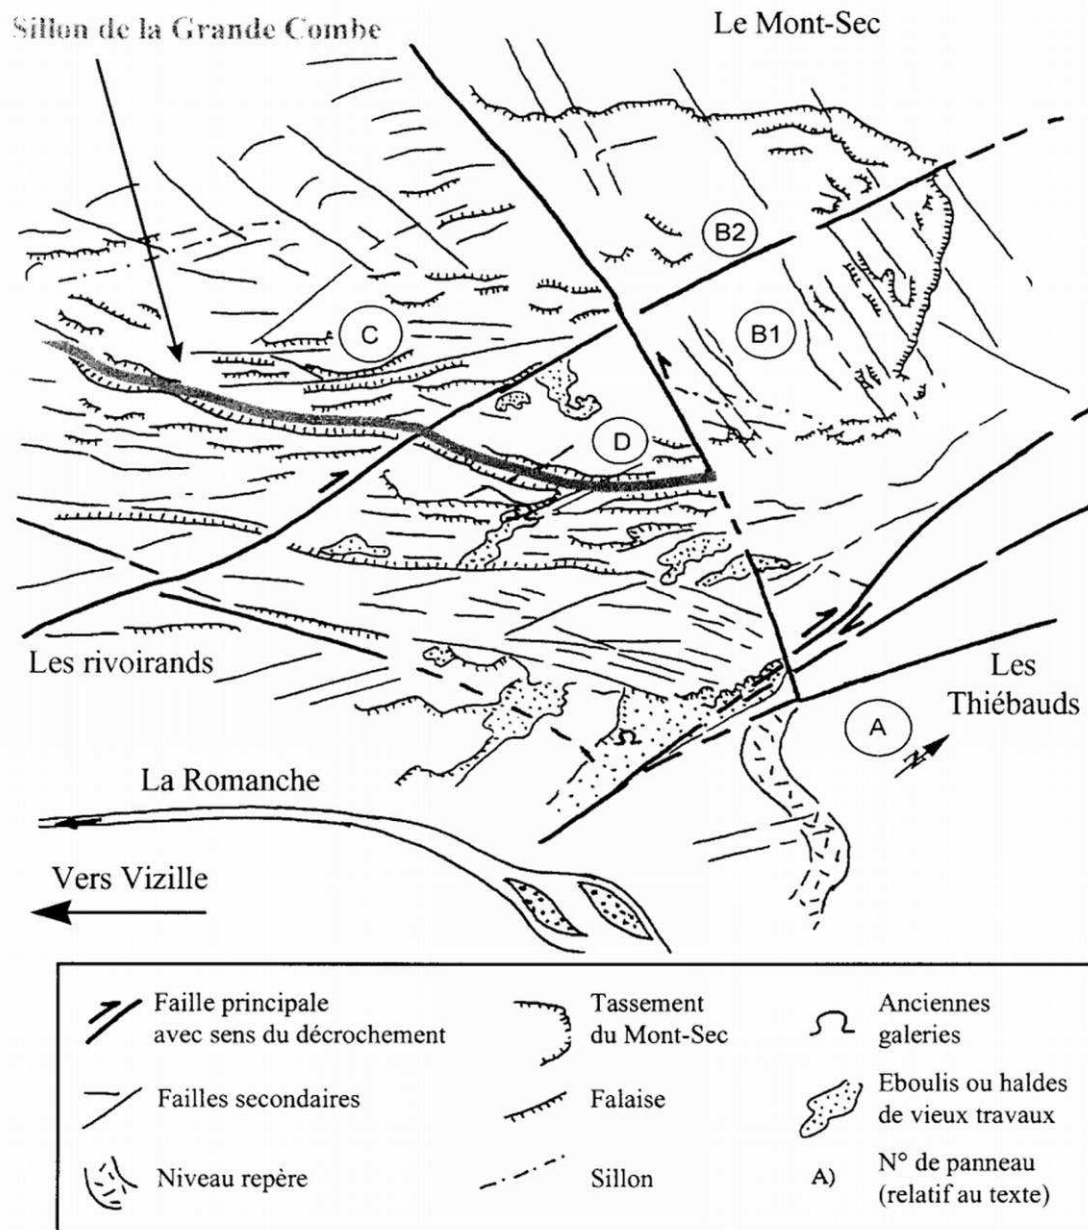 Sillon de la Grande Combe
Le Mont-Sec
B2
C
B1
D
Les rivoirands
Les
Thiébauds
A
N
La Romanche
Vers Vizille
Faille principale
avec sens du décrochement
Tassement
du Mont-Sec
Anciennes
galeries
Failles secondaires
Falaise
Eboulis ou haldes
de vieux travaux
Niveau repère
Sillon
A)
N° de panneau
(relatif au texte)